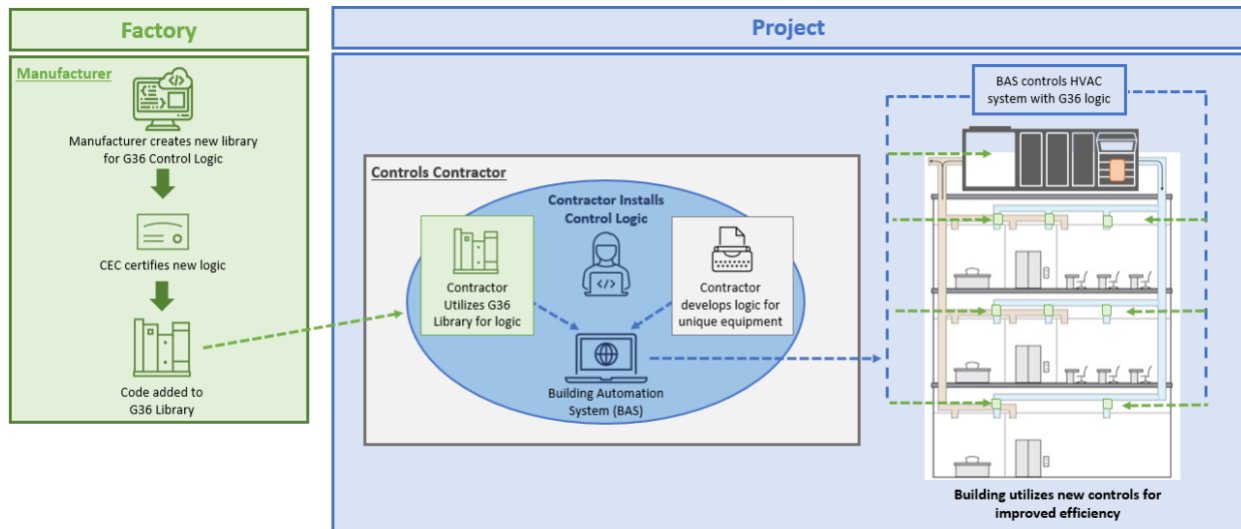 Factory
Project
Manufacturer
Manufacturer creates new library
for G36 Control Logic
CEC certifies new logic
Code added to
G36 Library
Controls Contractor
Contractor Installs
Control Logic
Contractor
Utilizes G36
Library for logic
Contractor
develops logic for
unique equipment
Building Automation
System (BAS)
BAS controls HVAC
system with G36 logic
Building utilizes new controls for
improved efficiency